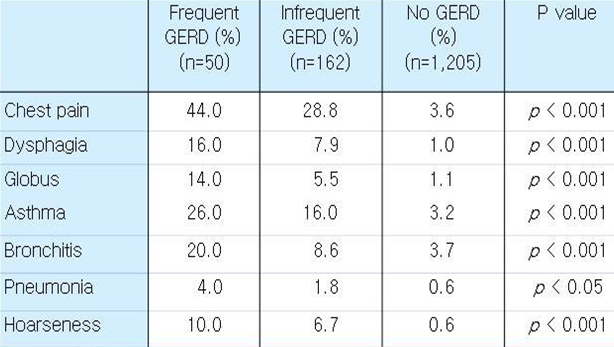 Frequent GERD (%) (n=50) Infrequent GERD (%) (n=162) No GERD (%) (n=1,205) P value
Chest pain 44.0 28.8 3.6 p < 0.001
Dysphagia 16.0 7.9 1.0 p < 0.001
Globus 14.0 5.5 1.1 p < 0.001
Asthma 26.0 16.0 3.2 p < 0.001
Bronchitis 20.0 8.6 3.7 p < 0.001
Pneumonia 4.0 1.8 0.6 p < 0.05
Hoarseness 10.0 6.7 0.6 p < 0.001